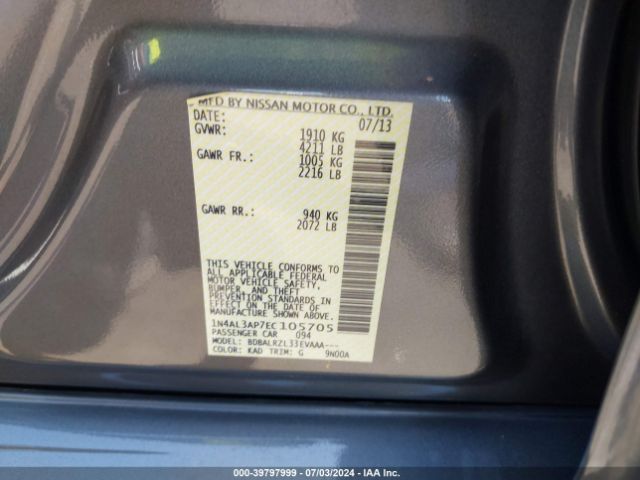 MFD BY NISSAN MOTOR CO., LTD.
DATE: 07/13
GVWR: 1910 KG
4211 LB
GAWR FR.: 1005 KG
2216 LB
GAWR RR.: 940 KG
2072 LB
THIS VEHICLE CONFORMS TO
ALL APPLICABLE FEDERAL
MOTOR VEHICLE SAFETY,
BUMPER, AND THEFT
PREVENTION STANDARDS IN
EFFECT ON THE DATE OF
MANUFACTURE SHOWN ABOVE.
1N4AL3AP7EC105705
PASSENGER CAR 094
MODEL: BDBALRZL33EVAAA---
COLOR: KAD TRIM: G 9N00A
000-39797999 - 07/03/2024 - IAA Inc.